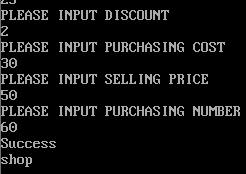 PLEASE INPUT DISCOUNT
2
PLEASE INPUT PURCHASING COST
30
PLEASE INPUT SELLING PRICE
50
PLEASE INPUT PURCHASING NUMBER
60
Success
shop